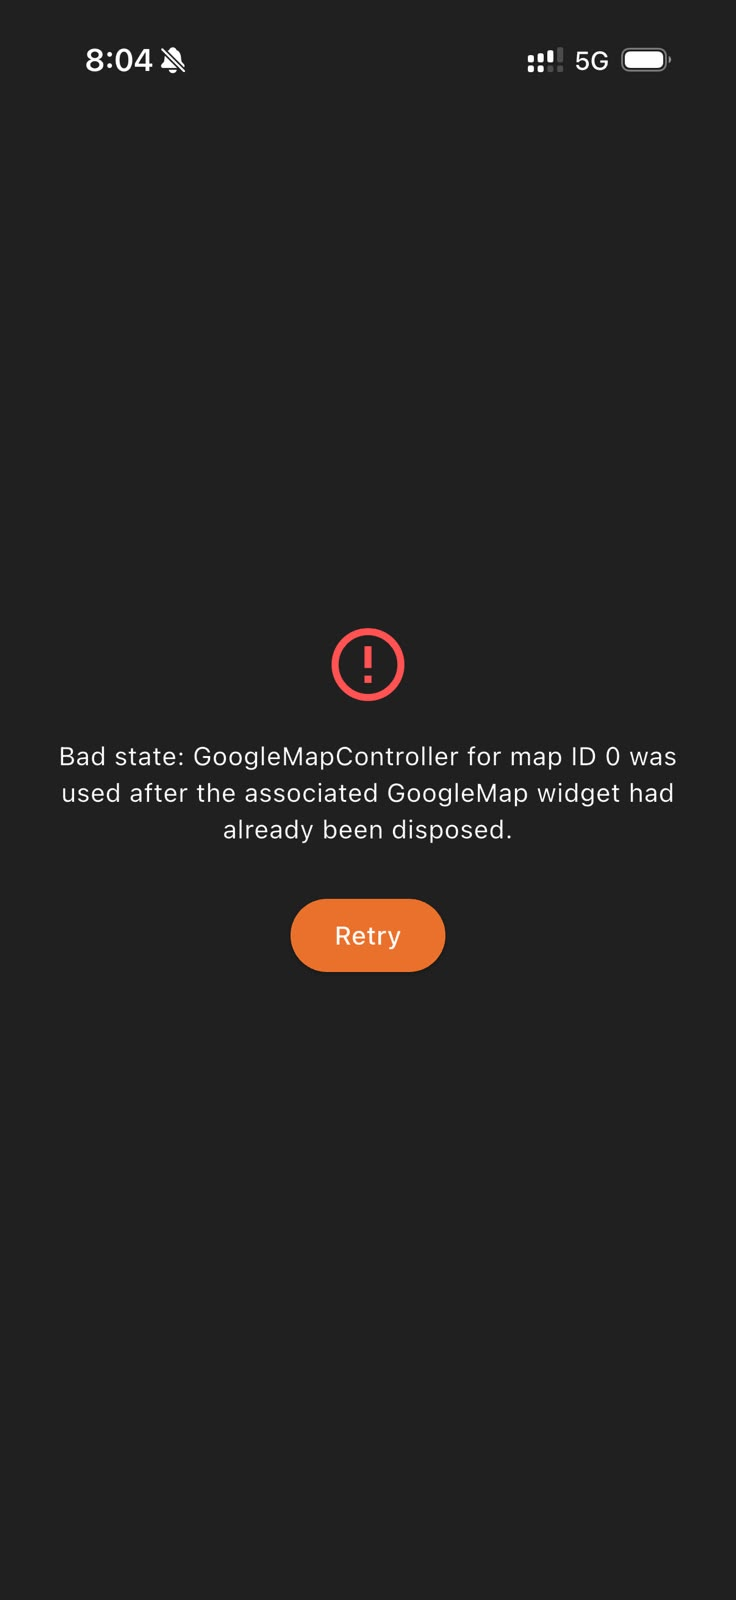 8:04
5G
Bad state: GoogleMapController for map ID 0 was
used after the associated GoogleMap widget had
already been disposed.
Retry